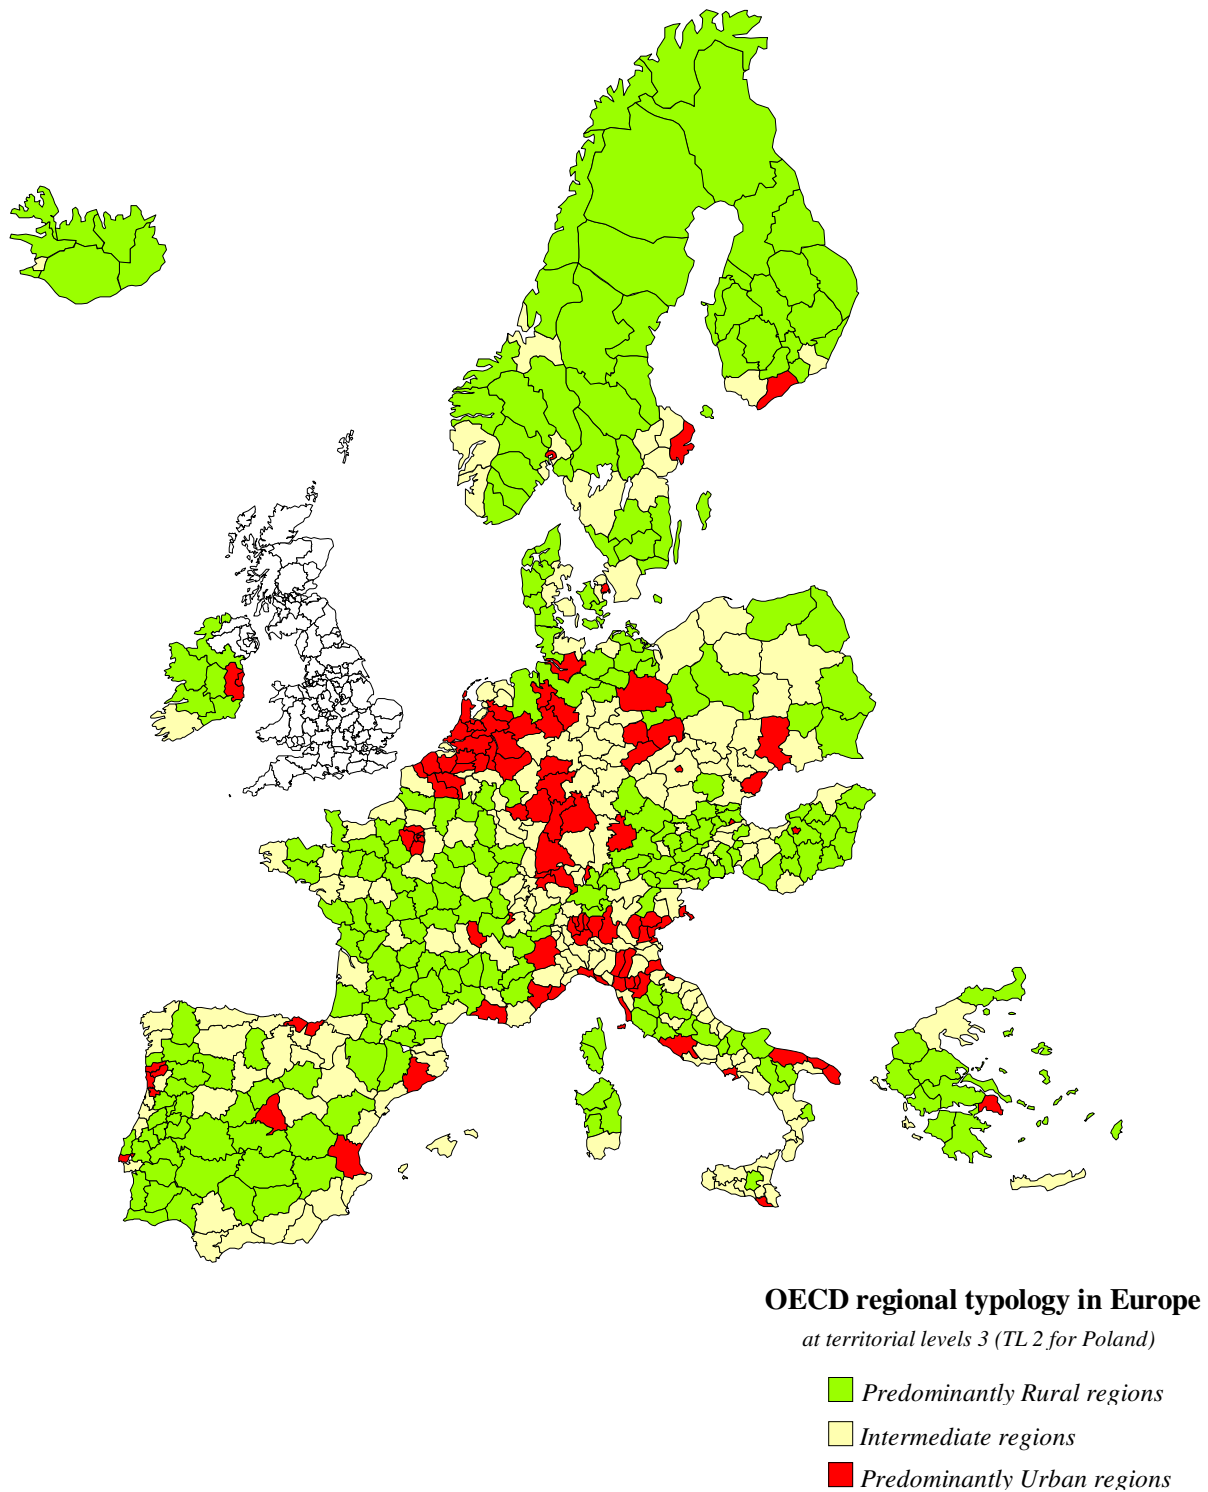 OECD regional typology in Europe
at territorial levels 3 (TL 2 for Poland)
Predominantly Rural regions
Intermediate regions
Predominantly Urban regions